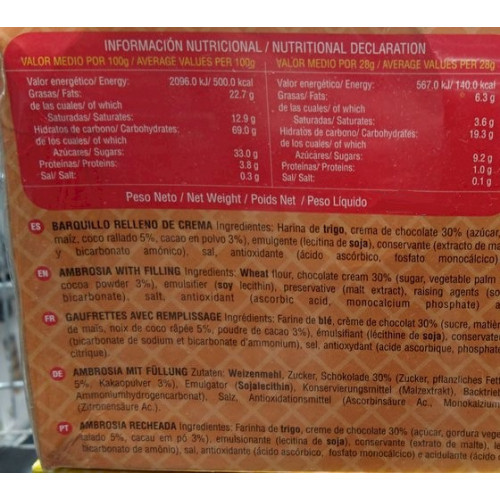 INFORMACIÓN NUTRICIONAL / NUTRITIONAL DECLARATION
VALOR MEDIO POR 100g / AVERAGE VALUES PER 100g VALOR MEDIO POR 28g / AVERAGE VALUES PER 28g
Valor energético/ Energy: 2096.0 kJ/ 500.0 kcal Valor energético/ Energy: 567.0 kJ/ 140.0 kcal
Grasas/ Fats: 22.7 g Grasas/ Fats: 6.3 g
de las cuales/ of which de las cuales/ of which
Saturadas/ Saturates: 12.9 g Saturadas/ Saturates: 3.6 g
Hidratos de carbono/ Carbohydrates: 69.0 g Hidratos de carbono/ Carbohydrates: 19.3 g
de los cuales/ of which de los cuales/ of which
Azúcares/ Sugars: 33.0 g Azúcares/ Sugars: 9.2 g
Proteínas/ Proteins: 3.8 g Proteínas/ Proteins: 1.0 g
Sal/ Salt: 0.3 g Sal/ Salt: 0.1 g
Peso Neto / Net Weight / Poids Net / Peso Líquido
ES BARQUILLO RELLENO DE CREMA Ingredientes: Harina de trigo, crema de chocolate 30% (azúcar,
maíz, coco rallado 5%, cacao en polvo 3%), emulgente (lecitina de soja), conservante (extracto de
y bicarbonato amónico), sal, antioxidante (ácido ascórbico, fosfato monocálcico)
EN AMBROSIA WITH FILLING Ingredients: Wheat flour, chocolate cream 30% (sugar, vegetable palm
cocoa powder 3%), emulsifier (soy lecithin), preservative (malt extract), raising agents
bicarbonate), salt, antioxidant (ascorbic acid, monocalcium phosphate)
FR GAUFRETTES AVEC REMPLISSAGE Ingrédients: Farine de blé, crème de chocolat 30% (sucre,
de maïs, noix de coco râpée 5%, poudre de cacao 3%), émulsifiant (lécithine de soja),
(bicarbonate de sodium et bicarbonate d'ammonium), sel, antioxydant (acide ascorbique,
citrique).
DE AMBROSIA MIT FÜLLUNG Zutaten: Weizenmehl, Zucker, Schokolade 30% (Zucker, pflanzliches
5%, Kakaopulver 3%), Emulgator (Sojalecithin), Konservierungsmittel (Malzextrakt),
Ammoniumhydrogencarbonat), Salz, Antioxidationsmittel (Ascorbinsäure Ac.,
(Zitronensäure Ac.).
PT AMBROSIA RECHEADA Ingredientes: Farinha de trigo, creme de chocolate 30% (açúcar, gordura
ralado 5%, cacau em pó 3%), emulsionante (lecitina de soja), conservante (extrato de malte),
bicarbonato de amônio), sal, antioxidante (ácido ascórbico, fosfato monocálcico) e acidulante (ácido